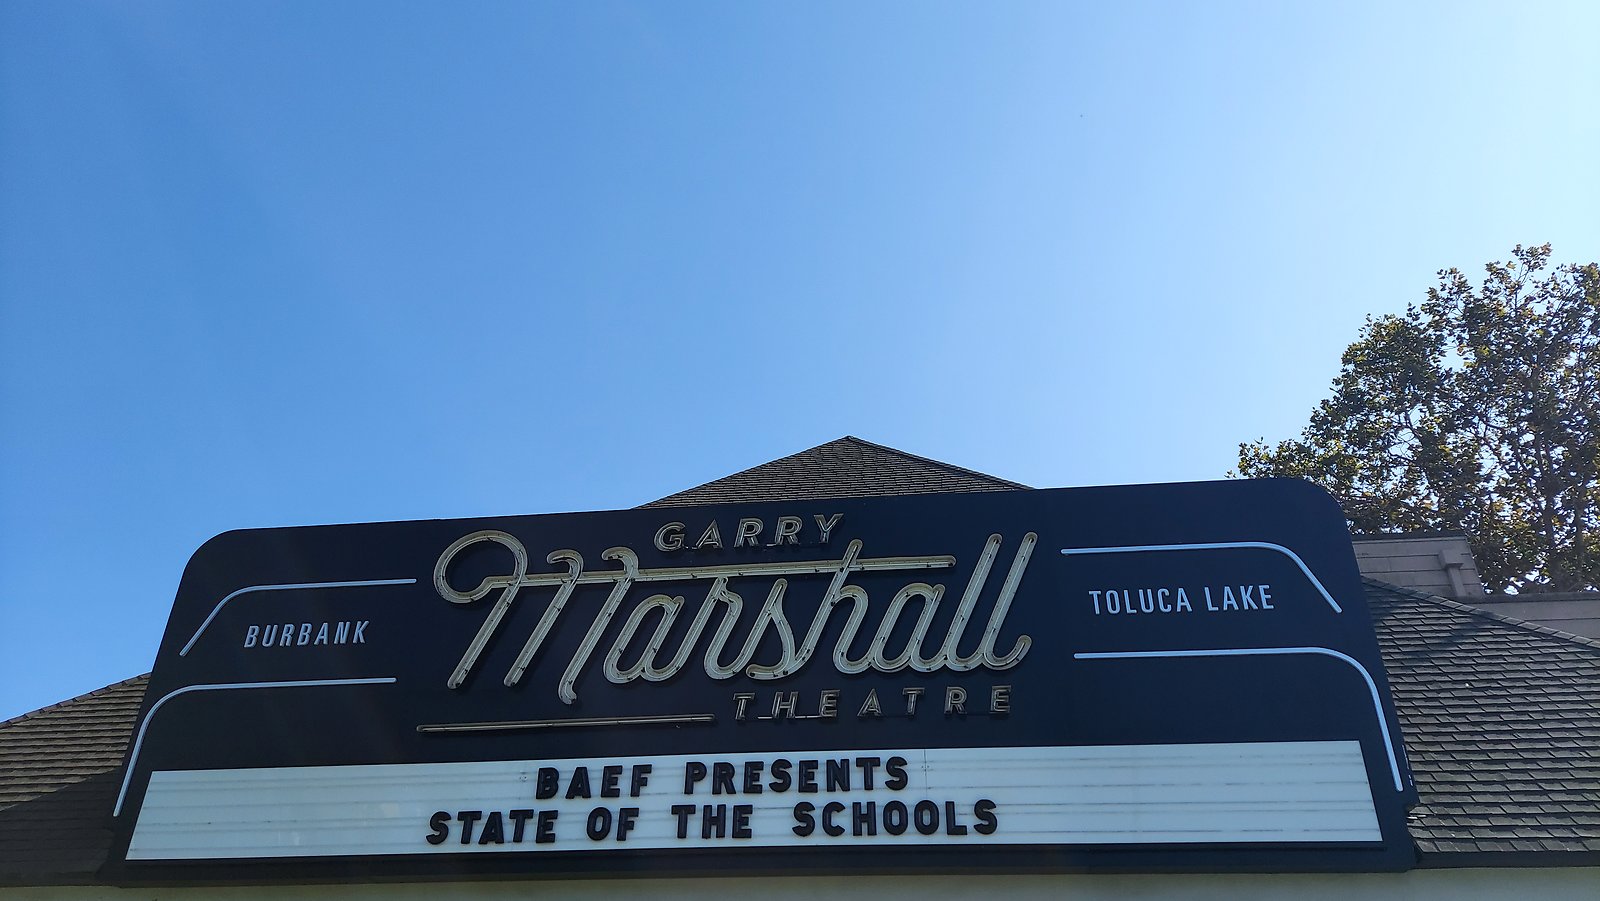 GARRY
Marshall
THEATRE
BURBANK
TOLUCA LAKE
BAEF PRESENTS
STATE OF THE SCHOOLS